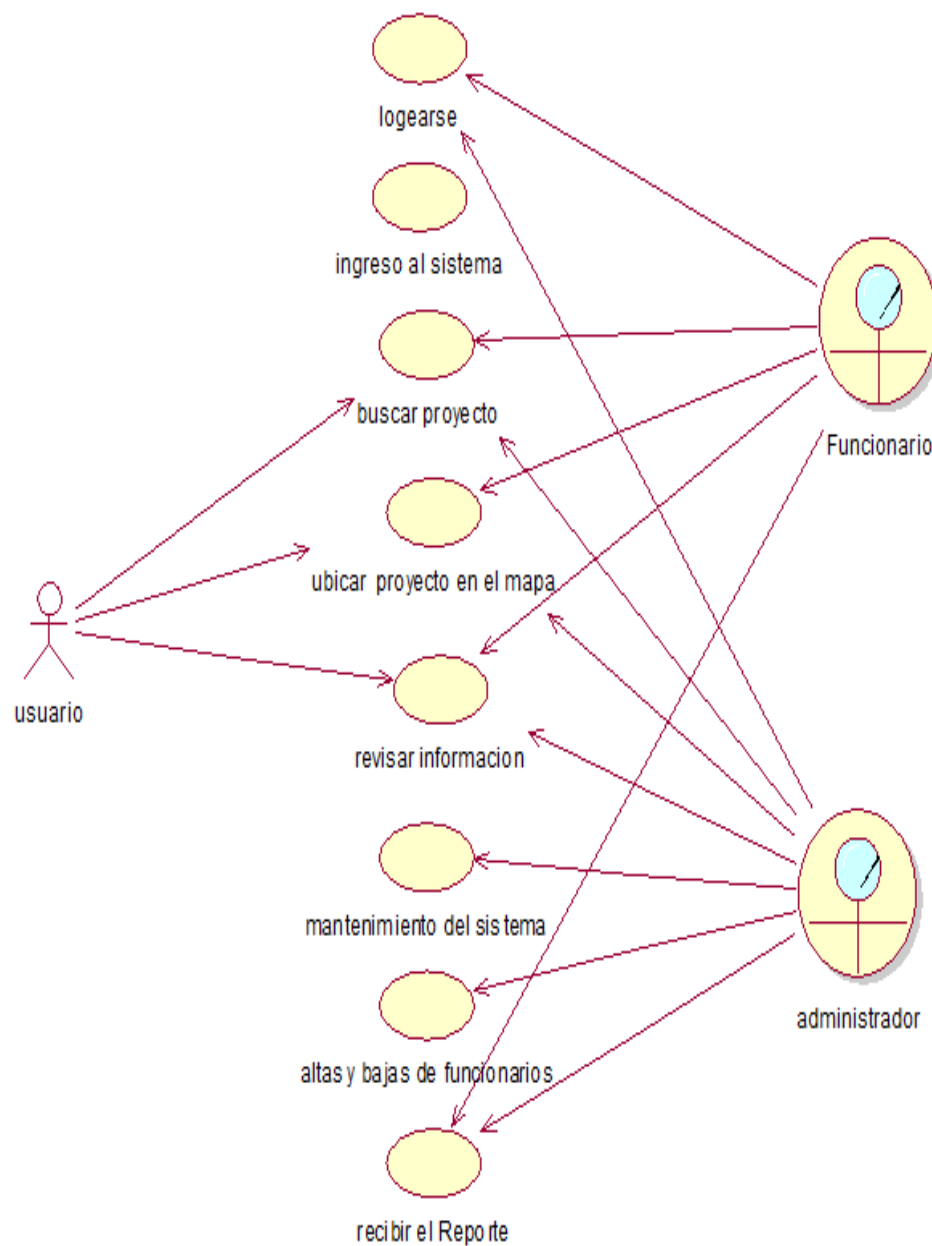 logearse
ingreso al sistema
buscar proyecto
Funcionario
ubicar proyecto en el mapa
usuario
revisar informacion
mantenimiento del sistema
administrador
altas y bajas de funcionarios
recibir el Reporte